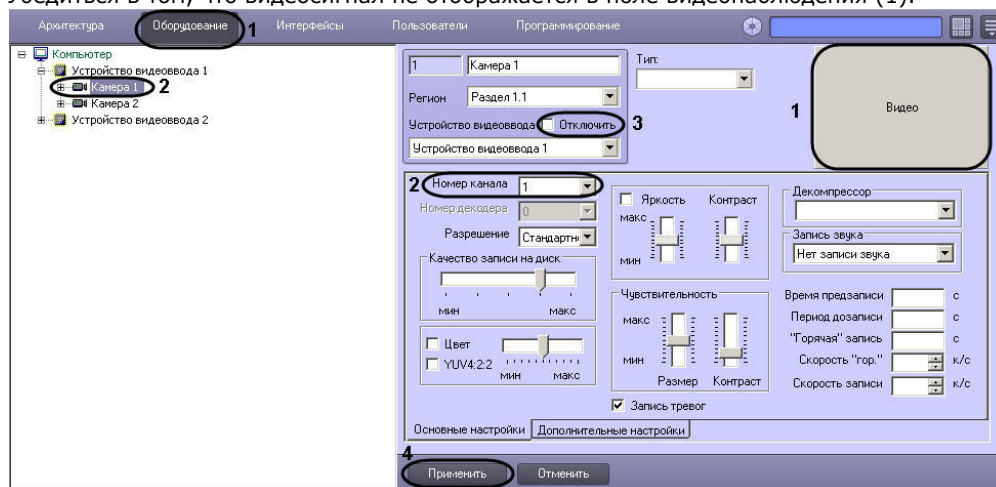 Убедиться в том, что видеосигнал не отображается в поле видеонаблюдения (1).
Архитектура Оборудование 1 Интерфейсы Пользователи Программирование
Компьютер
Устройство видеоввода 1
Камера 1 2
Камера 2
Устройство видеоввода 2
1 Камера 1
Тип:
Регион Раздел 1.1
Устройство видеоввода Отключить 3
Устройство видеоввода 1
1 Видео
2 Номер канала 1
Номер декодера 0
Разрешение Стандартн
Качество записи на диск
мин макс
Цвет
YUV4:2:2
мин макс
Яркость Контраст
макс
мин
Чувствительность
макс
мин
Размер Контраст
Запись тревог
Декомпрессор
Запись звука
Нет записи звука
Время предзаписи с
Период дозаписи с
"Горячая" запись с
Скорость "гор." к/с
Скорость записи к/с
Основные настройки Дополнительные настройки
4
Применить Отменить